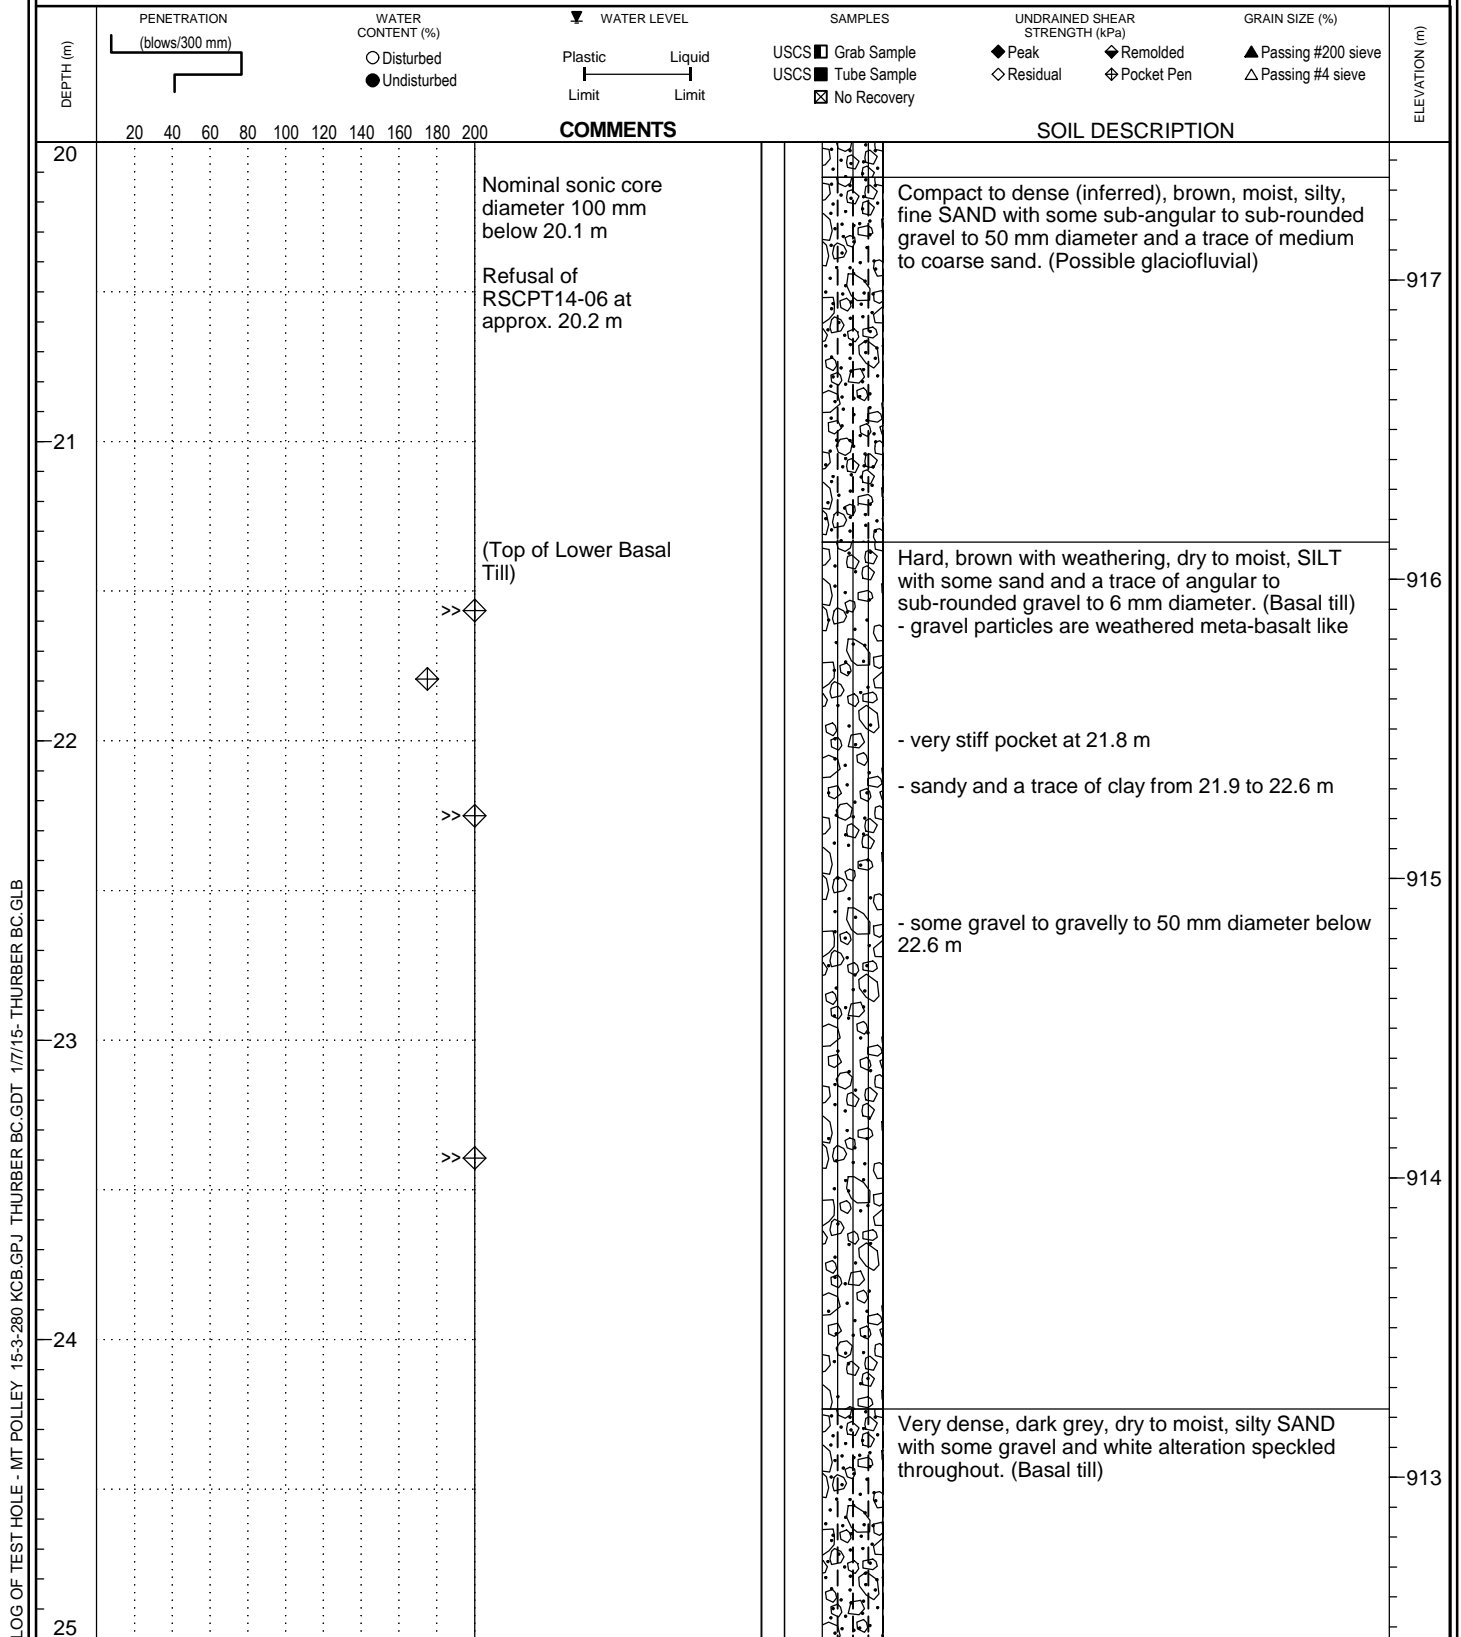 PENETRATION
(blows/300 mm)
WATER
CONTENT (%)
Disturbed
Undisturbed
WATER LEVEL
Plastic Liquid
Limit Limit
SAMPLES
USCS Grab Sample
USCS Tube Sample
No Recovery
UNDRAINED SHEAR
STRENGTH (kPa)
Peak Remolded
Residual Pocket Pen
GRAIN SIZE (%)
Passing #200 sieve
Passing #4 sieve
DEPTH (m)
ELEVATION (m)
20 40 60 80 100 120 140 160 180 200
COMMENTS
SOIL DESCRIPTION
20
Nominal sonic core
diameter 100 mm
below 20.1 m
Refusal of
RSCPT14-06 at
approx. 20.2 m
Compact to dense (inferred), brown, moist, silty,
fine SAND with some sub-angular to sub-rounded
gravel to 50 mm diameter and a trace of medium
to coarse sand. (Possible glaciofluvial)
917
21
(Top of Lower Basal
Till)
Hard, brown with weathering, dry to moist, SILT
with some sand and a trace of angular to
sub-rounded gravel to 6 mm diameter. (Basal till)
- gravel particles are weathered meta-basalt like
916
>>
22
- very stiff pocket at 21.8 m
- sandy and a trace of clay from 21.9 to 22.6 m
>>
915
- some gravel to gravelly to 50 mm diameter below
22.6 m
23
>>
914
24
Very dense, dark grey, dry to moist, silty SAND
with some gravel and white alteration speckled
throughout. (Basal till)
913
25
LOG OF TEST HOLE - MT POLLEY 15-3-280 KCB.GPJ THURBER BC.GDT 1/7/15- THURBER BC.GLB